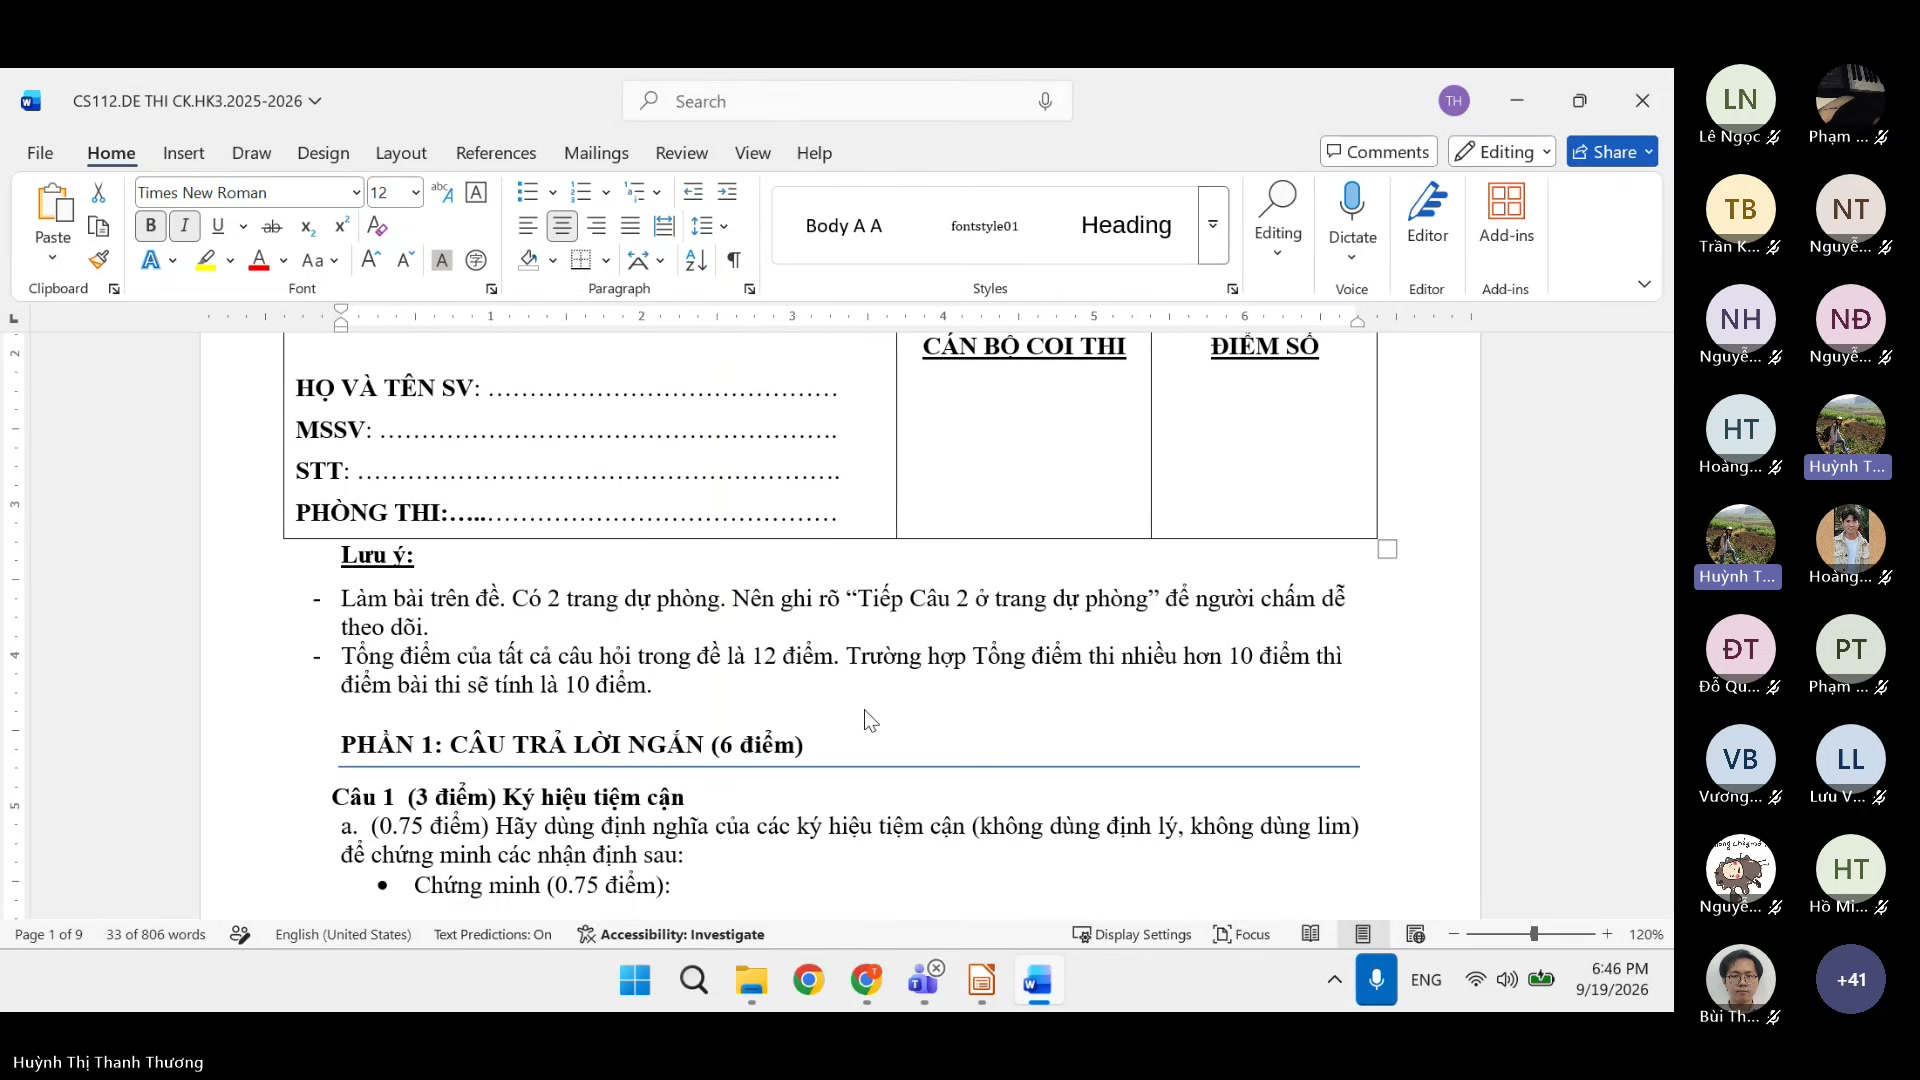 CS112.DE THI CK.HK3.2025-2026
Search
TH
File Home Insert Draw Design Layout References Mailings Review View Help
Comments Editing Share
Paste
Times New Roman 12
Body A A fontstyle01 Heading
Editing Dictate Editor Add-ins
Clipboard Font Paragraph Styles Voice Editor Add-ins
1 2 3 4 5 6
2
3
4
5
CÁN BỘ COI THI ĐIỂM SỐ
HỌ VÀ TÊN SV: ……………………………………
MSSV: ……………………………………………….
STT: ………………………………………………….
PHÒNG THI:…..……………………………………
Lưu ý:
- Làm bài trên đề. Có 2 trang dự phòng. Nên ghi rõ “Tiếp Câu 2 ở trang dự phòng” để người chấm dễ
theo dõi.
- Tổng điểm của tất cả câu hỏi trong đề là 12 điểm. Trường hợp Tổng điểm thi nhiều hơn 10 điểm thì
điểm bài thi sẽ tính là 10 điểm.
PHẦN 1: CÂU TRẢ LỜI NGẮN (6 điểm)
Câu 1 (3 điểm) Ký hiệu tiệm cận
a. (0.75 điểm) Hãy dùng định nghĩa của các ký hiệu tiệm cận (không dùng định lý, không dùng lim)
để chứng minh các nhận định sau:
• Chứng minh (0.75 điểm):
Page 1 of 9 33 of 806 words English (United States) Text Predictions: On Accessibility: Investigate Display Settings Focus 120%
ENG
6:46 PM
9/19/2026
LN
Lê Ngọc
Phạm ...
TB
Trần K...
NT
Nguyễ...
NH
Nguyễ...
NĐ
Nguyễ...
HT
Hoàng...
Huỳnh T...
Huỳnh T...
Hoàng...
ĐT
Đỗ Qu...
PT
Phạm ...
VB
Vương...
LL
Lưu V...
Nguyễ...
HT
Hồ Mi...
Bùi Th...
+41
Huỳnh Thị Thanh Thương